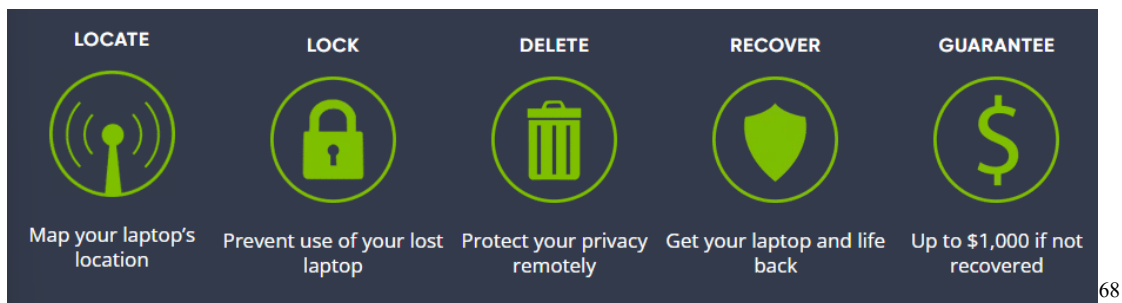 LOCATE
LOCK
DELETE
RECOVER
GUARANTEE
$
Map your laptop's
location
Prevent use of your lost
laptop
Protect your privacy
remotely
Get your laptop and life
back
Up to $1,000 if not
recovered
68